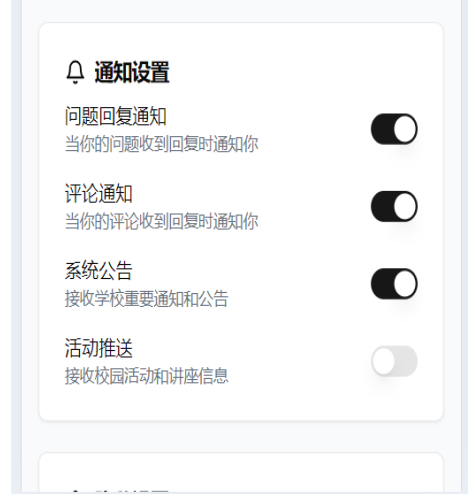 通知设置
问题回复通知
当你的问题收到回复时通知你
评论通知
当你的评论收到回复时通知你
系统公告
接收学校重要通知和公告
活动推送
接收校园活动和讲座信息